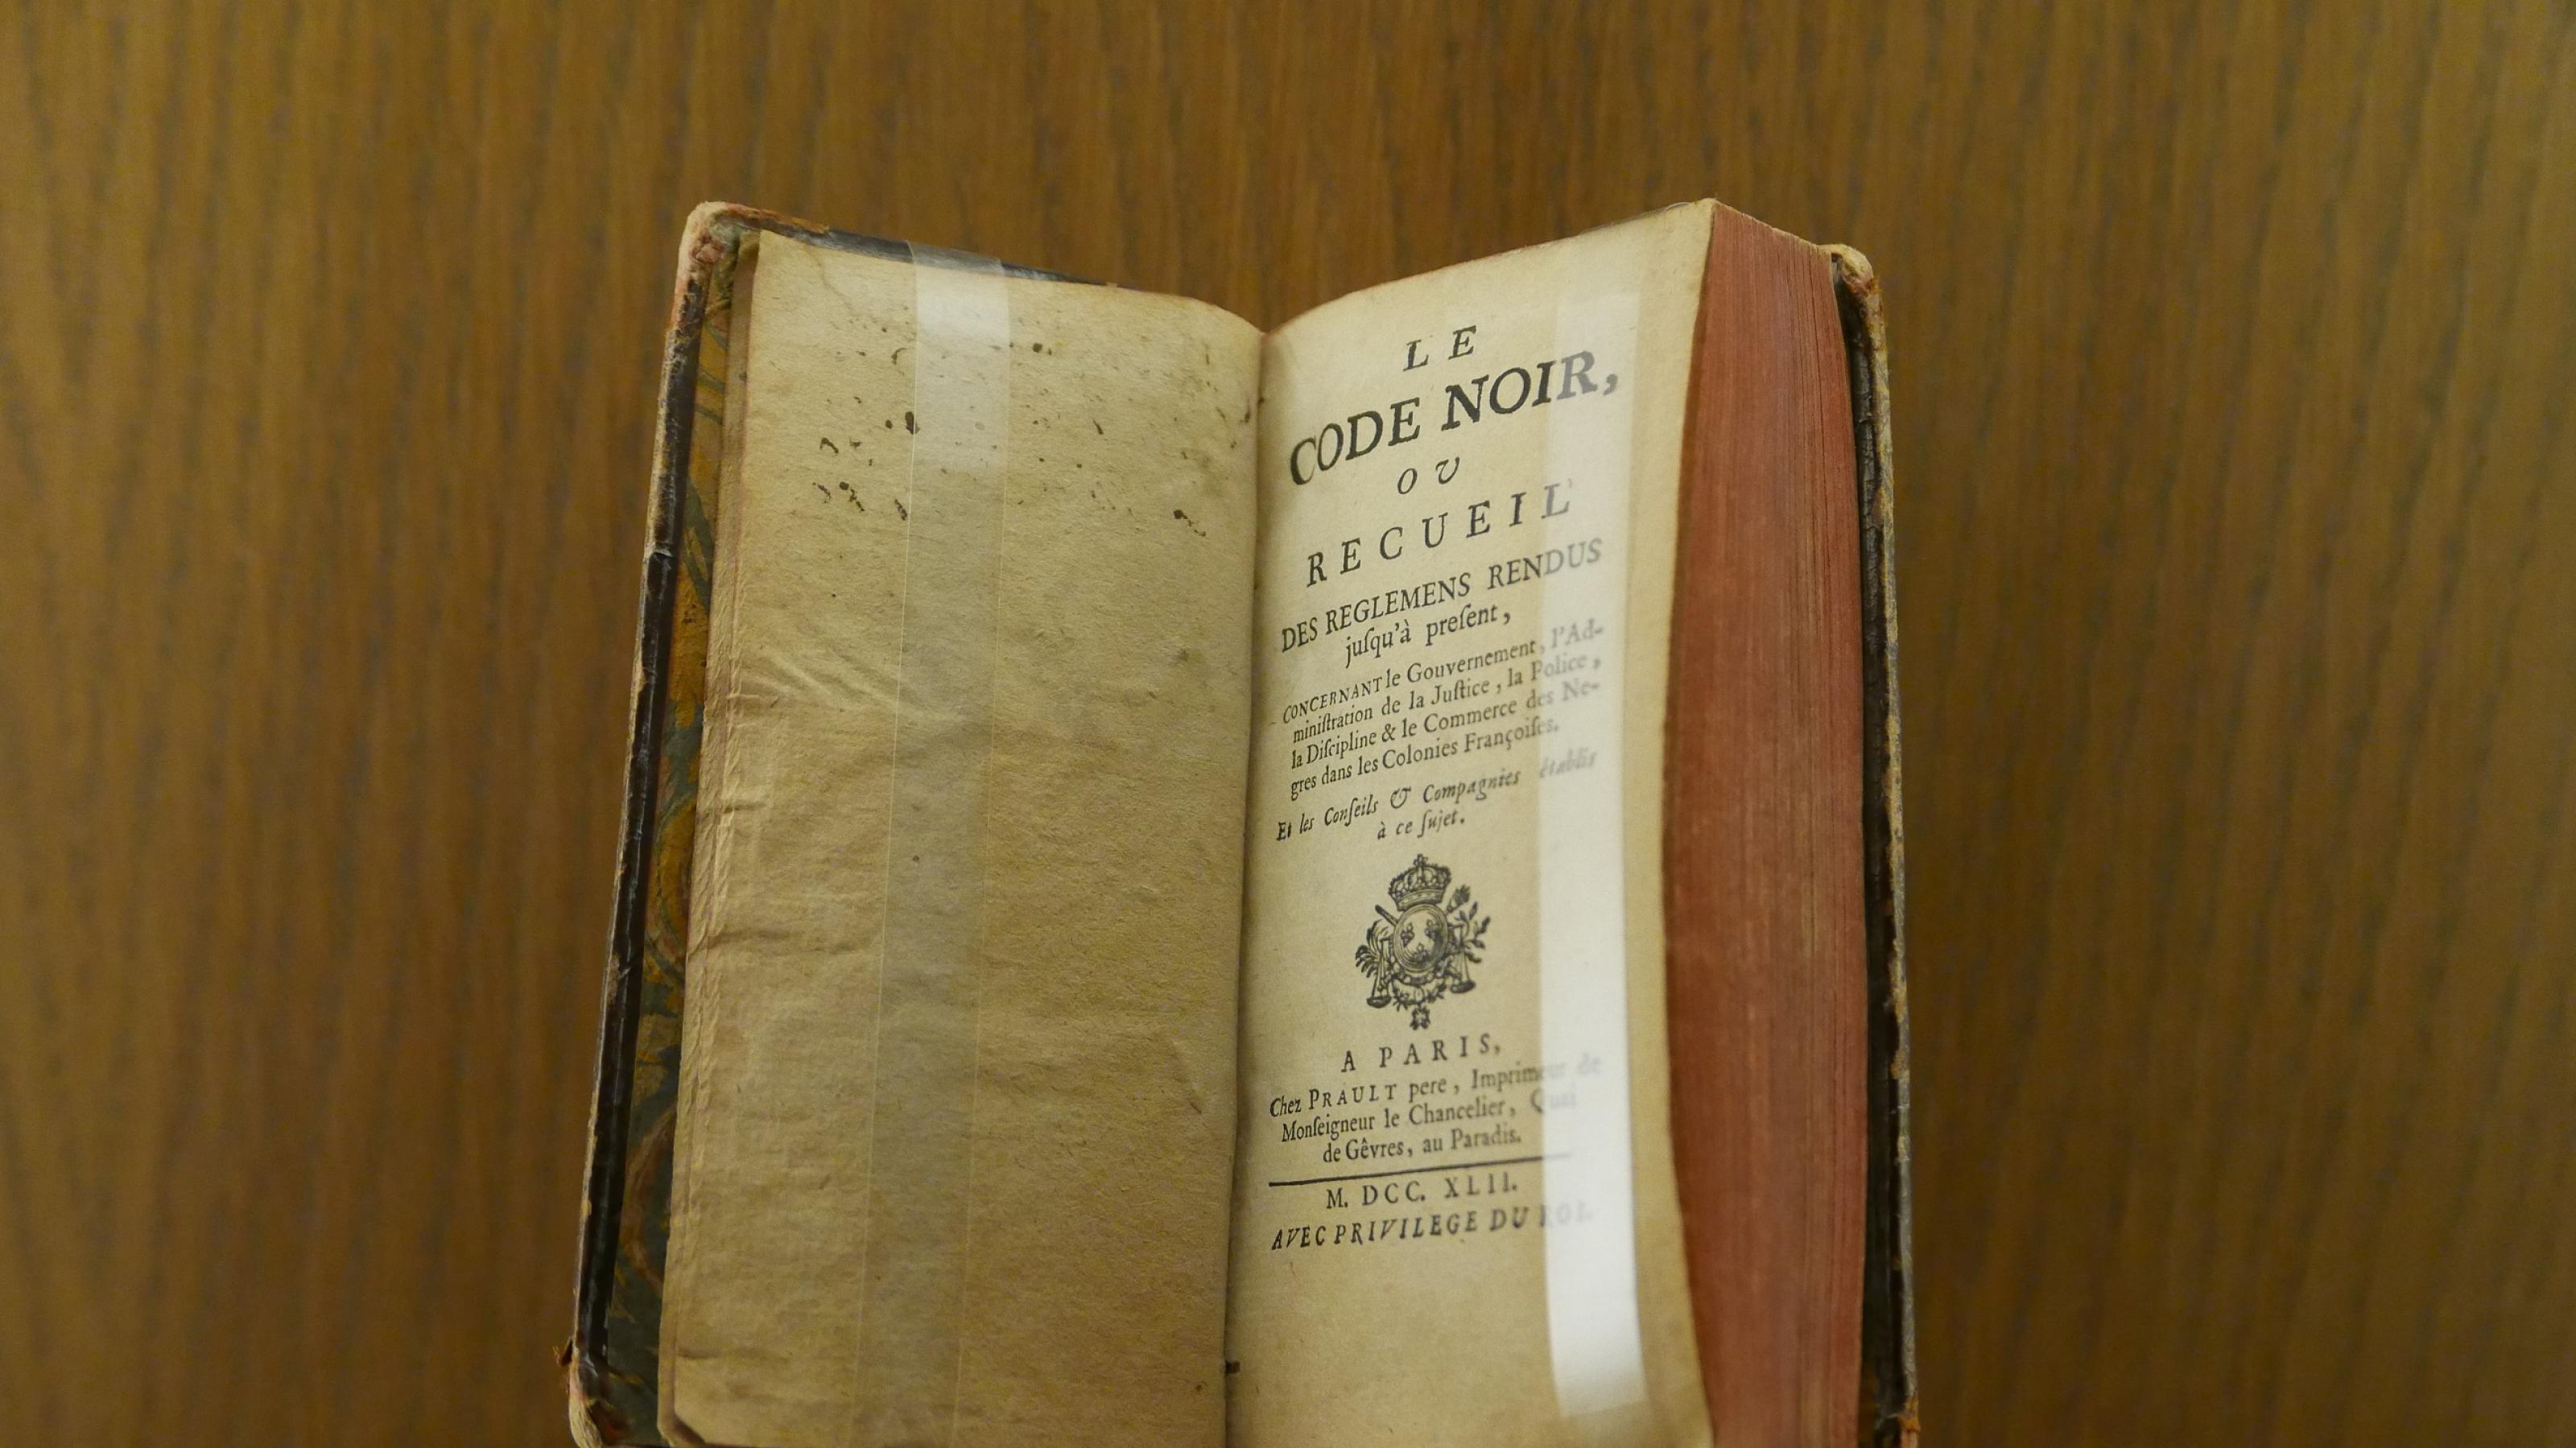 LE
CODE NOIR,
OU
RECUEIL
DES REGLEMENS RENDUS
juſqu'à preſent,
CONCERNANT le Gouvernement, l'Ad-
miniſtration de la Juſtice, la Police,
la Diſcipline & le Commerce des Ne-
gres dans les Colonies Françoiſes.
Et les Conſeils & Compagnies établis
à ce ſujet.
A PARIS,
Chez PRAULT pere, Imprimeur de
Monſeigneur le Chancelier, Quai
de Gêvres, au Paradis.
M. DCC. XLII.
AVEC PRIVILEGE DU ROI.